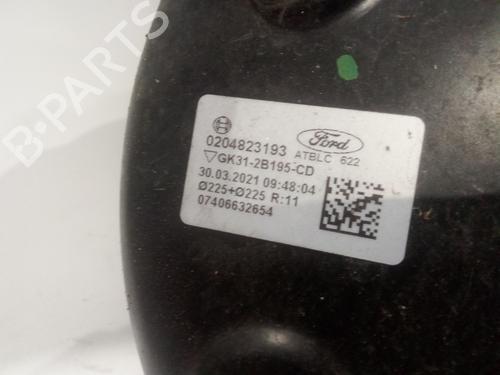 B-PARTS
0204823193
Ford
ATBLC 622
▽GK31-2B195-CD
30.03.2021 09:48:04
Ø225+Ø225 R:11
07406632654